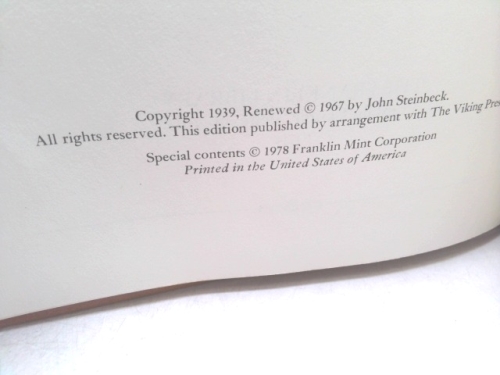 Copyright 1939, Renewed © 1967 by John Steinbeck.
All rights reserved. This edition published by arrangement with The Viking Pres
Special contents © 1978 Franklin Mint Corporation
Printed in the United States of America